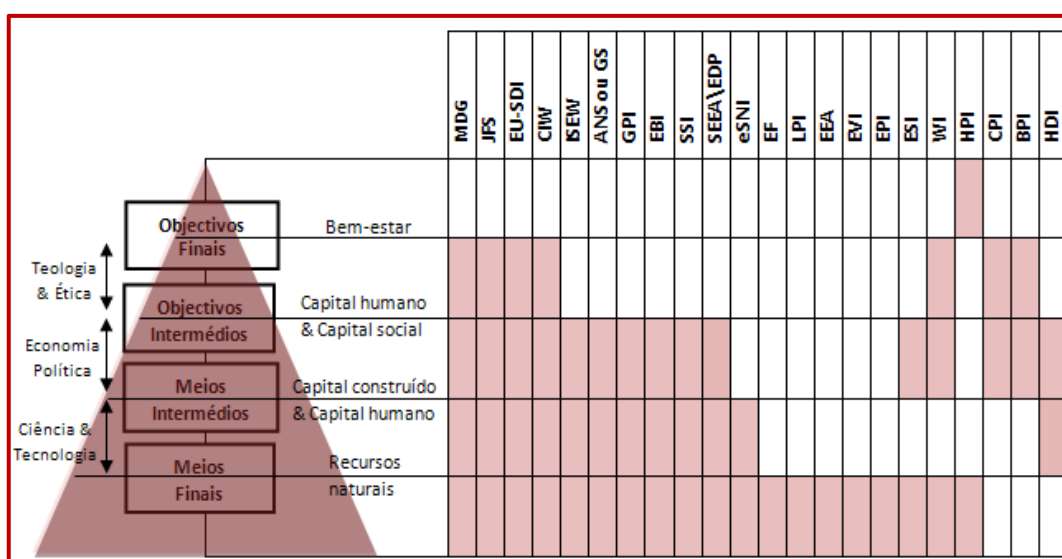 MDG
JFS
EU-SDI
CIW
ISEW
ANS ou GS
GPI
EBI
SSI
SEEA\EDP
eSNI
EF
LPI
EEA
EVI
EPI
ESI
WI
HPI
CPI
BPI
HDI
Objectivos
Finais
Bem-estar
Teologia
& Ética
Objectivos
Intermédios
Capital humano
& Capital social
Economia
Política
Meios
Intermédios
Capital construído
& Capital humano
Ciência &
Tecnologia
Meios
Finais
Recursos
naturais